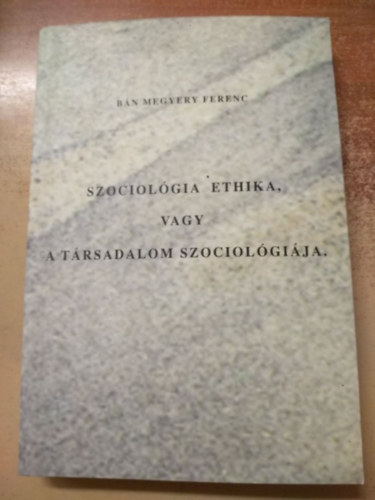 BÁN MEGYERY FERENC
SZOCIOLÓGIA ETHIKA,
VAGY
A TÁRSADALOM SZOCIOLÓGIÁJA.